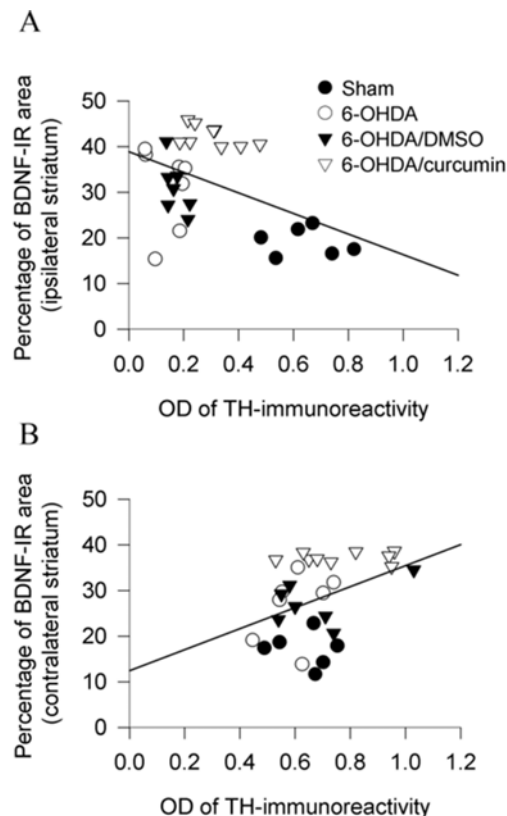 A
Percentage of BDNF-IR area
(ipsilateral striatum)
50
40
30
20
10
0
Sham
6-OHDA
6-OHDA/DMSO
6-OHDA/curcumin
0.0 0.2 0.4 0.6 0.8 1.0 1.2
OD of TH-immunoreactivity
B
Percentage of BDNF-IR area
(contralateral striatum)
50
40
30
20
10
0
0.0 0.2 0.4 0.6 0.8 1.0 1.2
OD of TH-immunoreactivity